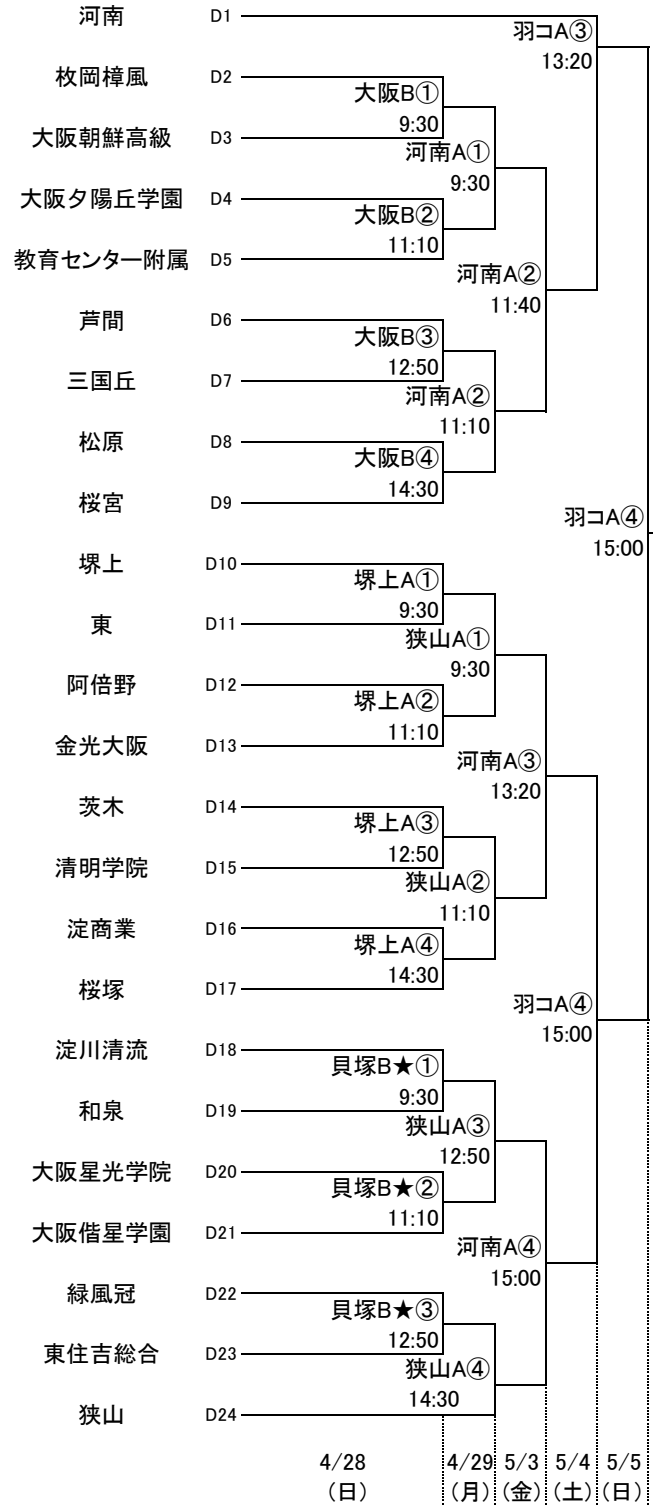 河南 D1
羽コA③
13:20
枚岡樟風 D2
大阪B①
9:30
大阪朝鮮高級 D3
河南A①
9:30
大阪夕陽丘学園 D4
大阪B②
11:10
教育センター附属 D5
河南A②
11:40
芦間 D6
大阪B③
12:50
三国丘 D7
河南A②
11:10
松原 D8
大阪B④
14:30
桜宮 D9
羽コA④
15:00
堺上 D10
堺上A①
9:30
東 D11
狭山A①
9:30
阿倍野 D12
堺上A②
11:10
金光大阪 D13
河南A③
13:20
茨木 D14
堺上A③
12:50
清明学院 D15
狭山A②
11:10
淀商業 D16
堺上A④
14:30
桜塚 D17
羽コA④
15:00
淀川清流 D18
貝塚B★①
9:30
和泉 D19
狭山A③
12:50
大阪星光学院 D20
貝塚B★②
11:10
大阪偕星学園 D21
河南A④
15:00
緑風冠 D22
貝塚B★③
12:50
東住吉総合 D23
狭山A④
14:30
狭山 D24
4/28 4/29 5/3 5/4 5/5
(日) (月) (金) (土) (日)